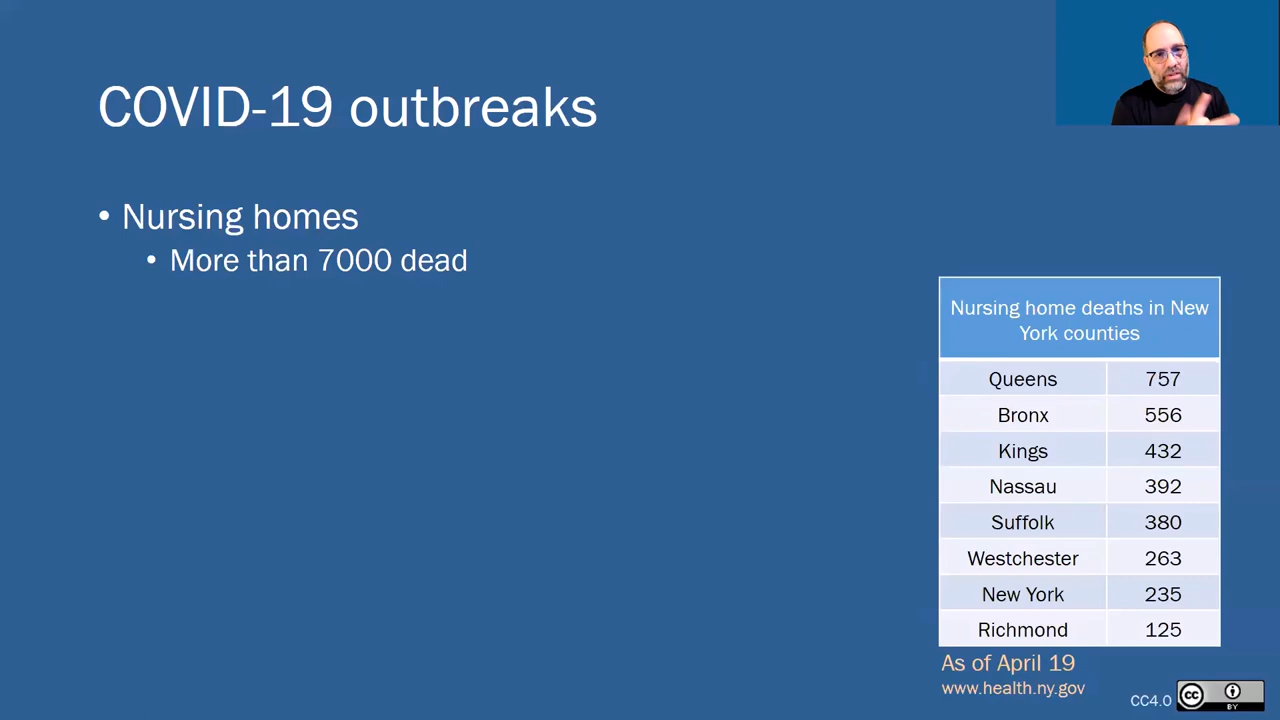 COVID-19 outbreaks
• Nursing homes
• More than 7000 dead
Nursing home deaths in New
York counties
Queens 757
Bronx 556
Kings 432
Nassau 392
Suffolk 380
Westchester 263
New York 235
Richmond 125
As of April 19
www.health.ny.gov
CC4.0
cc
BY